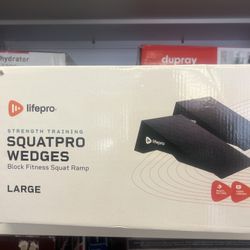 hydrator
dupray
lifepro
STRENGTH TRAINING
SQUATPRO
WEDGES
Block Fitness Squat Ramp
LARGE
lifepro